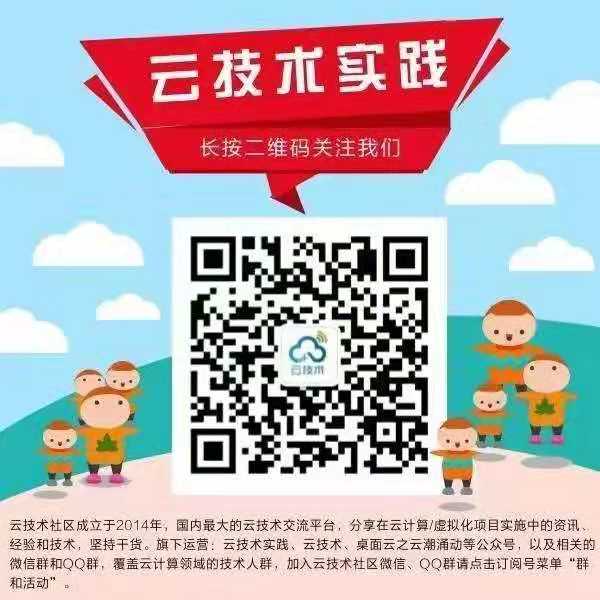 云技术实践
长按二维码关注我们
云技术
云技术社区成立于2014年，国内最大的云技术交流平台，分享在云计算/虚拟化项目实施中的资讯、
经验和技术，坚持干货。旗下运营：云技术实践、云技术、桌面云之云潮涌动等公众号，以及相关的
微信群和QQ群，覆盖云计算领域的技术人群，加入云技术社区微信、QQ群请点击订阅号菜单“群
和活动”。